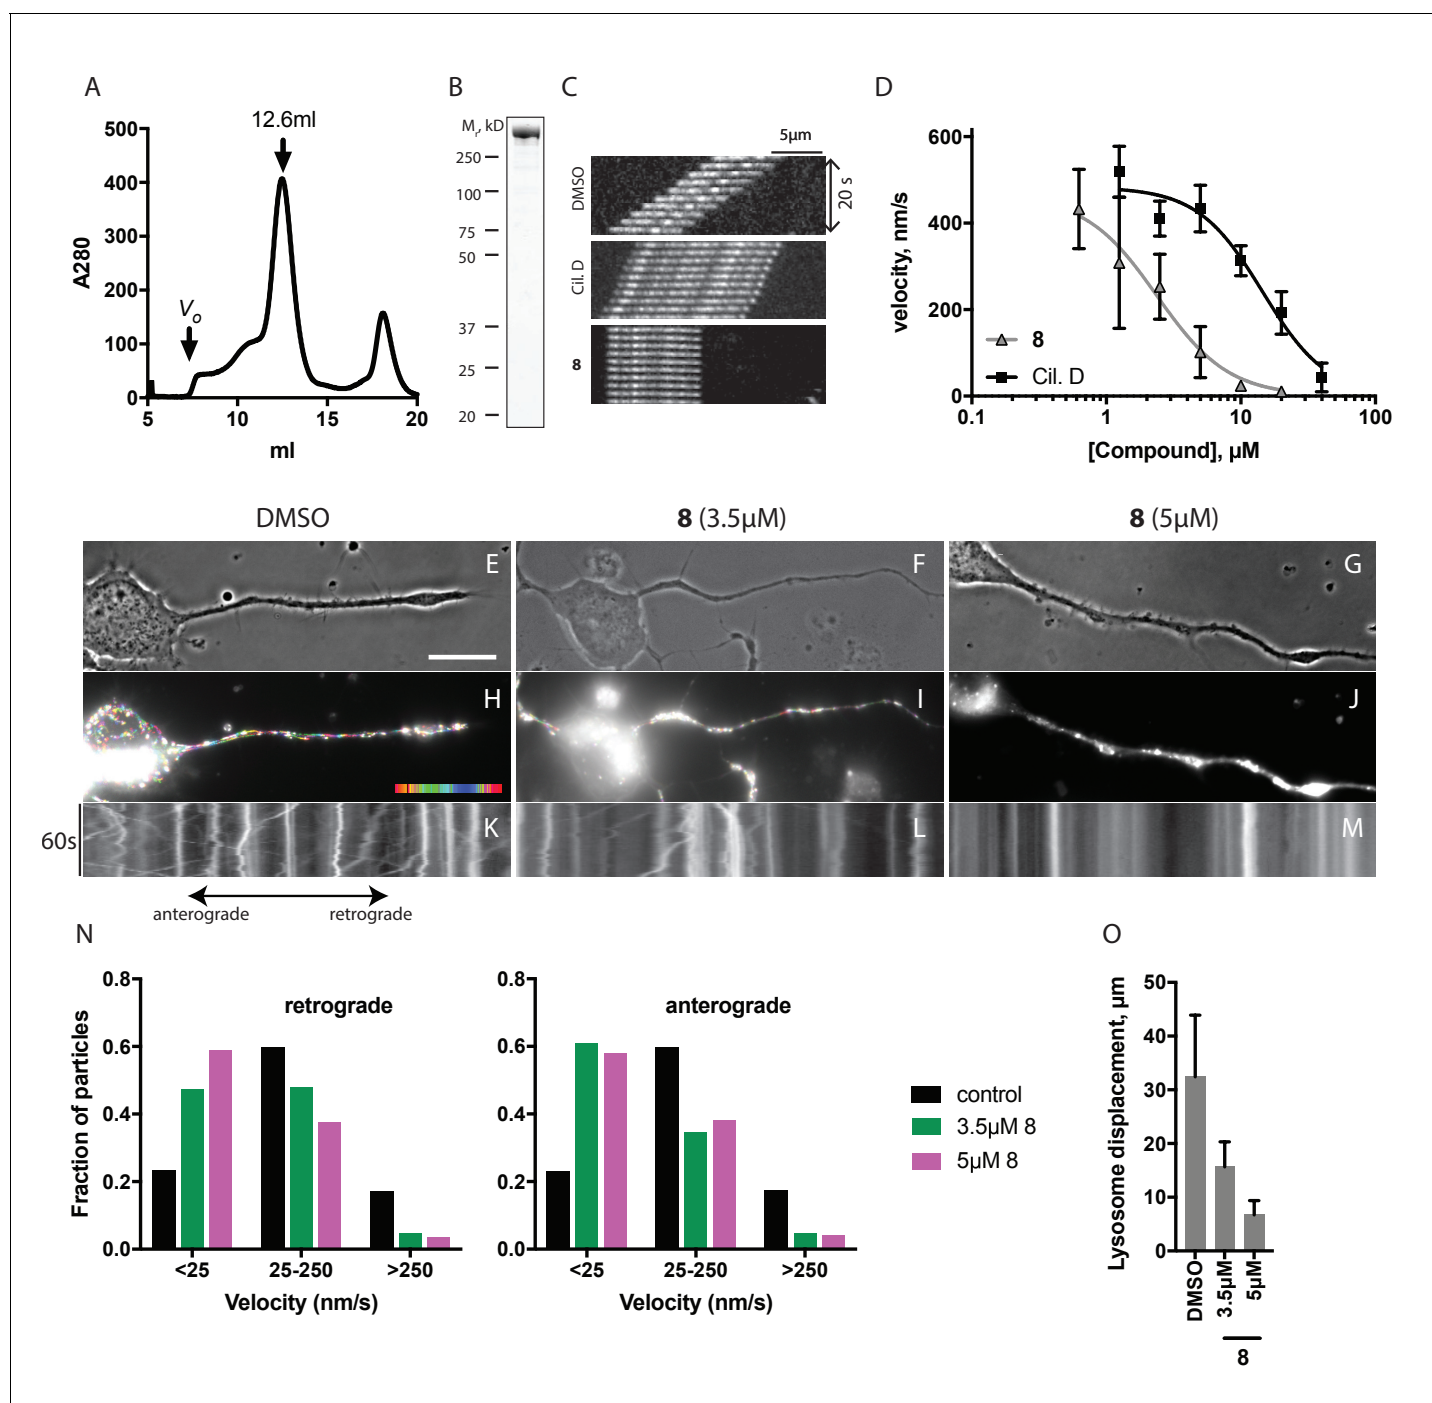 A
12.6ml
500
400
300
200
100
0
A280
Vo
5
10
15
20
ml
B
Mr, kD
250
100
75
50
37
25
20
C
5µm
DMSO
Cil. D
8
20 s
D
600
400
200
0
velocity, nm/s
8
Cil. D
0.1
1
10
100
[Compound], µM
DMSO
8 (3.5µM)
8 (5µM)
E
F
G
H
I
J
60s
K
L
M
anterograde
retrograde
N
0.8
0.6
0.4
0.2
0.0
Fraction of particles
retrograde
<25
25-250
>250
Velocity (nm/s)
0.8
0.6
0.4
0.2
0.0
anterograde
<25
25-250
>250
Velocity (nm/s)
control
3.5µM 8
5µM 8
O
50
40
30
20
10
0
Lysosome displacement, µm
DMSO
3.5µM
5µM
8